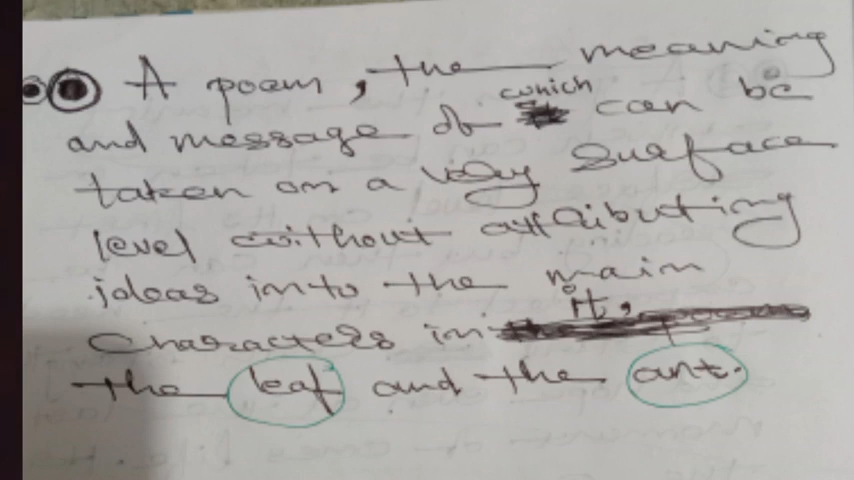 A poem, the meaning
and message of which can be
taken on a very surface
level without attributing
ideas into the main
characters in it,
the leaf and the ant.